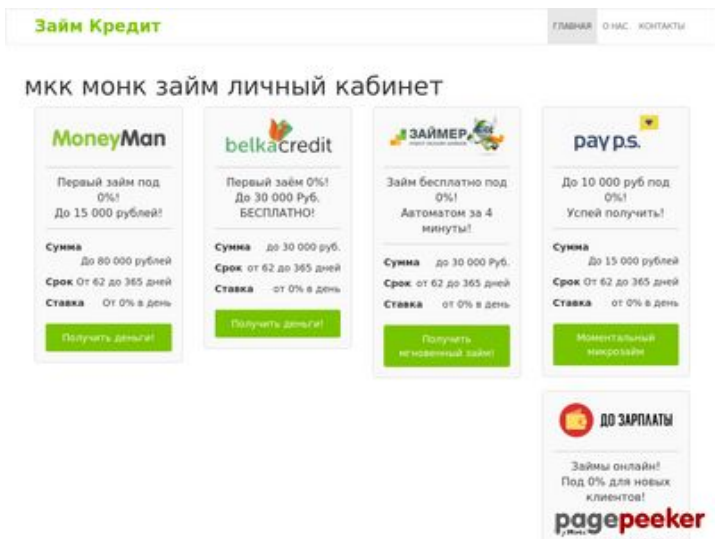 Займ Кредит
ГЛАВНАЯ О НАС КОНТАКТЫ
мкк монк займ личный кабинет
MoneyMan
Первый займ под
0%!
До 15 000 рублей!
Сумма
До 80 000 рублей
Срок От 62 до 365 дней
Ставка От 0% в день
Получить деньги!
belkacredit
Первый заём 0%!
До 30 000 Руб.
БЕСПЛАТНО!
Сумма до 30 000 руб.
Срок от 62 до 365 дней
Ставка от 0% в день
Получить деньги!
ЗАЙМЕР
Займ бесплатно под
0%!
Автоматом за 4
минуты!
Сумма до 30 000 Руб.
Срок от 62 до 365 дней
Ставка от 0% в день
Получить
мгновенный займ!
pay p.s.
До 10 000 руб под
0%!
Успей получить!
Сумма
До 15 000 рублей
Срок От 62 до 365 дней
Ставка От 0% в день
Моментальный
микрозайм
ДО ЗАРПЛАТЫ
Займы онлайн!
Под 0% для новых
клиентов!
pagepeeker